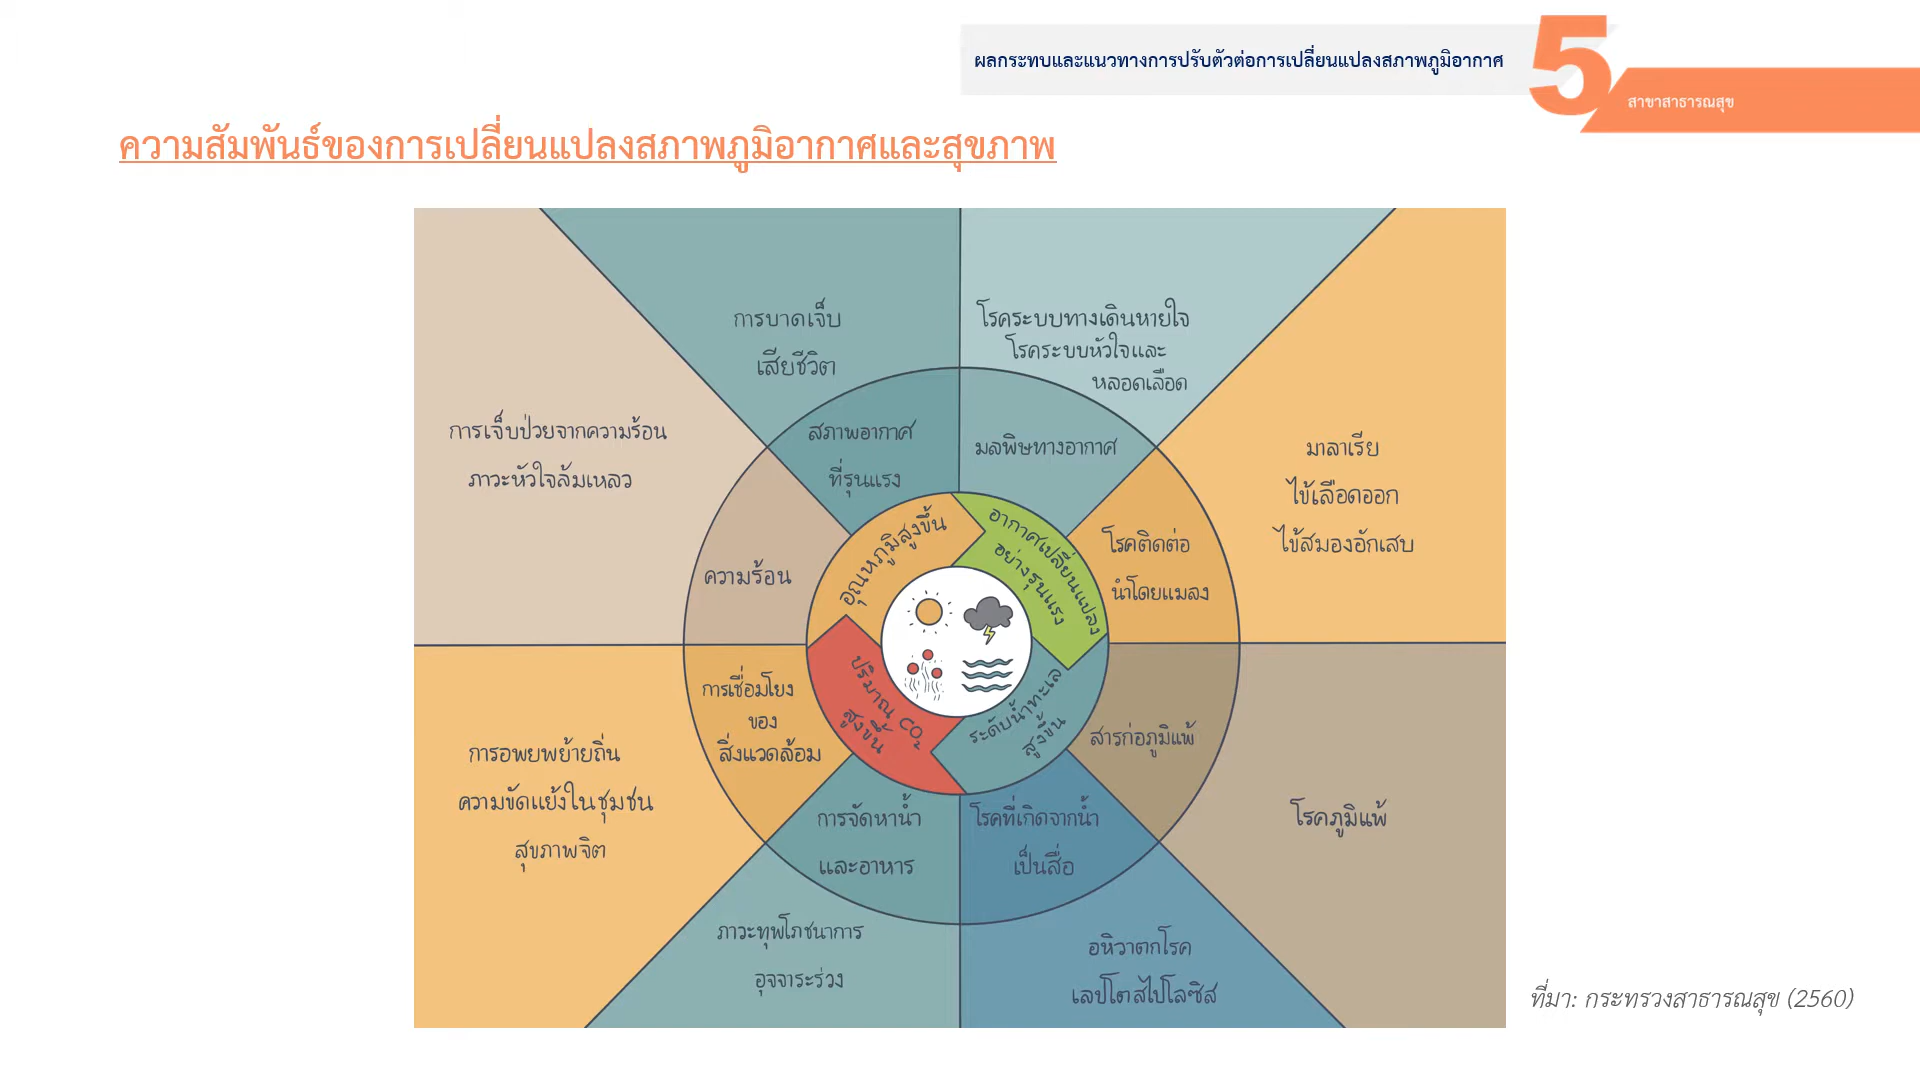 ผลกระทบและแนวทางการปรับตัวต่อการเปลี่ยนแปลงสภาพภูมิอากาศ
5
สาขาสาธารณสุข
ความสัมพันธ์ของการเปลี่ยนแปลงสภาพภูมิอากาศและสุขภาพ
การบาดเจ็บ
เสียชีวิต
โรคระบบทางเดินหายใจ
โรคระบบหัวใจและ
หลอดเลือด
การเจ็บป่วยจากความร้อน
ภาวะหัวใจล้มเหลว
สภาพอากาศ
ที่รุนแรง
มลพิษทางอากาศ
มาลาเรีย
ไข้เลือดออก
ไข้สมองอักเสบ
ความร้อน
อุณหภูมิสูงขึ้น
อากาศเปลี่ยนแปลง
อย่างรุนแรง
โรคติดต่อ
นำโดยแมลง
การเชื่อมโยง
ของ
สิ่งแวดล้อม
ปริมาณ CO₂
สูงขึ้น
ระดับน้ำทะเล
สูงขึ้น
สารก่อภูมิแพ้
การอพยพย้ายถิ่น
ความขัดแย้งในชุมชน
สุขภาพจิต
การจัดหาน้ำ
และอาหาร
โรคที่เกิดจากน้ำ
เป็นสื่อ
โรคภูมิแพ้
ภาวะทุพโภชนาการ
อุจจาระร่วง
อหิวาตกโรค
เลปโตสไปโลซิส
ที่มา: กระทรวงสาธารณสุข (2560)